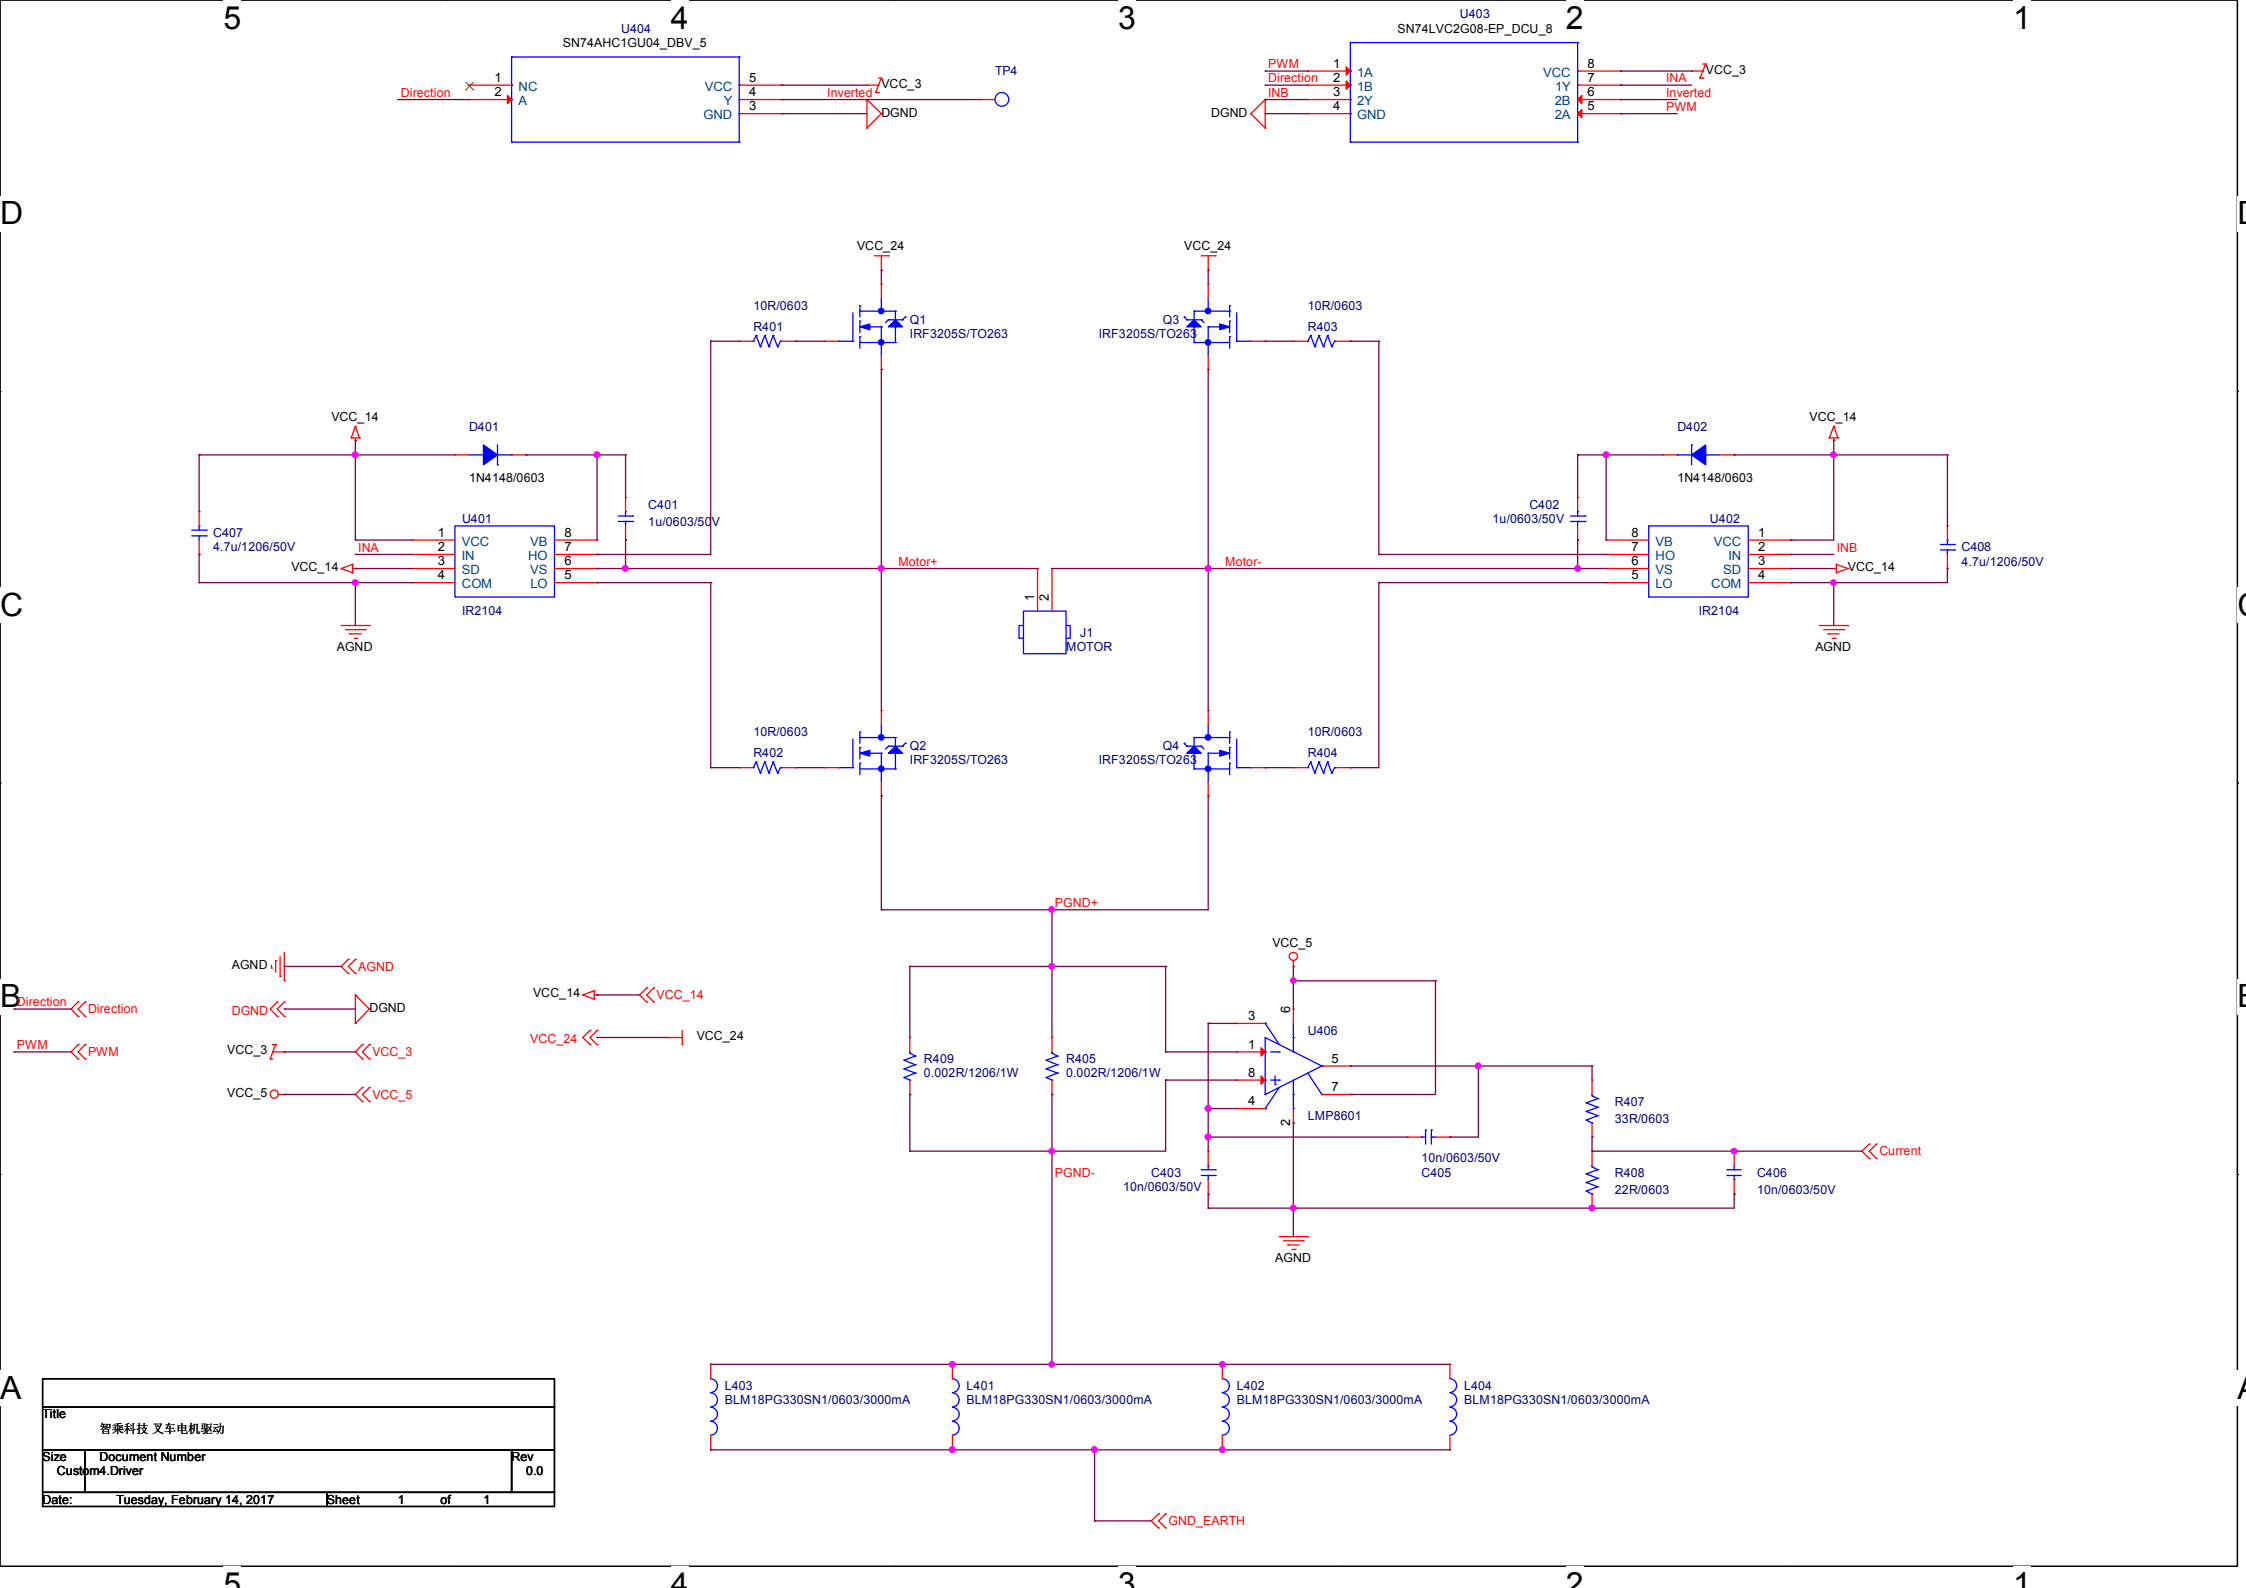 5
4
3
2
1
U404
SN74AHC1GU04_DBV_5
Direction
1
2
NC
A
VCC
Y
GND
5
4
3
VCC_3
Inverted
DGND
TP4
U403
SN74LVC2G08-EP_DCU_8
PWM
Direction
INB
DGND
1
2
3
4
1A
1B
2Y
GND
VCC
1Y
2B
2A
8
7
6
5
VCC_3
INA
Inverted
PWM
D
D
VCC_24
VCC_24
10R/0603
R401
Q1
IRF3205S/TO263
Q3
IRF3205S/TO263
10R/0603
R403
VCC_14
D401
1N4148/0603
C407
4.7u/1206/50V
INA
VCC_14
U401
1
2
3
4
VCC
IN
SD
COM
VB
HO
VS
LO
8
7
6
5
IR2104
AGND
C401
1u/0603/50V
Motor+
Motor-
1
2
J1
MOTOR
VCC_14
D402
1N4148/0603
C402
1u/0603/50V
U402
8
7
6
5
VB
HO
VS
LO
VCC
IN
SD
COM
1
2
3
4
INB
VCC_14
IR2104
AGND
C408
4.7u/1206/50V
C
C
10R/0603
R402
Q2
IRF3205S/TO263
Q4
IRF3205S/TO263
10R/0603
R404
PGND+
B
B
Direction
Direction
PWM
PWM
AGND
AGND
DGND
DGND
VCC_3
VCC_3
VCC_5
VCC_5
VCC_14
VCC_14
VCC_24
VCC_24
R409
0.002R/1206/1W
R405
0.002R/1206/1W
PGND-
VCC_5
3
1
8
4
6
2
5
7
U406
LMP8601
C403
10n/0603/50V
10n/0603/50V
C405
AGND
R407
33R/0603
R408
22R/0603
C406
10n/0603/50V
Current
A
A
L403
BLM18PG330SN1/0603/3000mA
L401
BLM18PG330SN1/0603/3000mA
L402
BLM18PG330SN1/0603/3000mA
L404
BLM18PG330SN1/0603/3000mA
GND_EARTH
Title
智乘科技 叉车电机驱动
Size
Document Number
Rev
Custom
4.Driver
0.0
Date:
Tuesday, February 14, 2017
Sheet
1
of
1
5
4
3
2
1